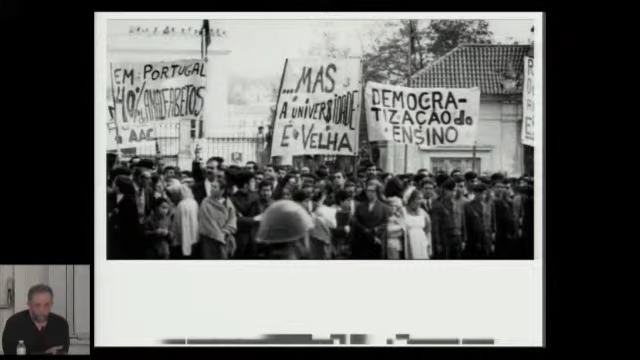 EM PORTUGAL
40% ANALFABETOS
AAC
...MAS
A UNIVERSIDADE
É VELHA
DEMOCRA-
TIZAÇÃO do
ENSINO